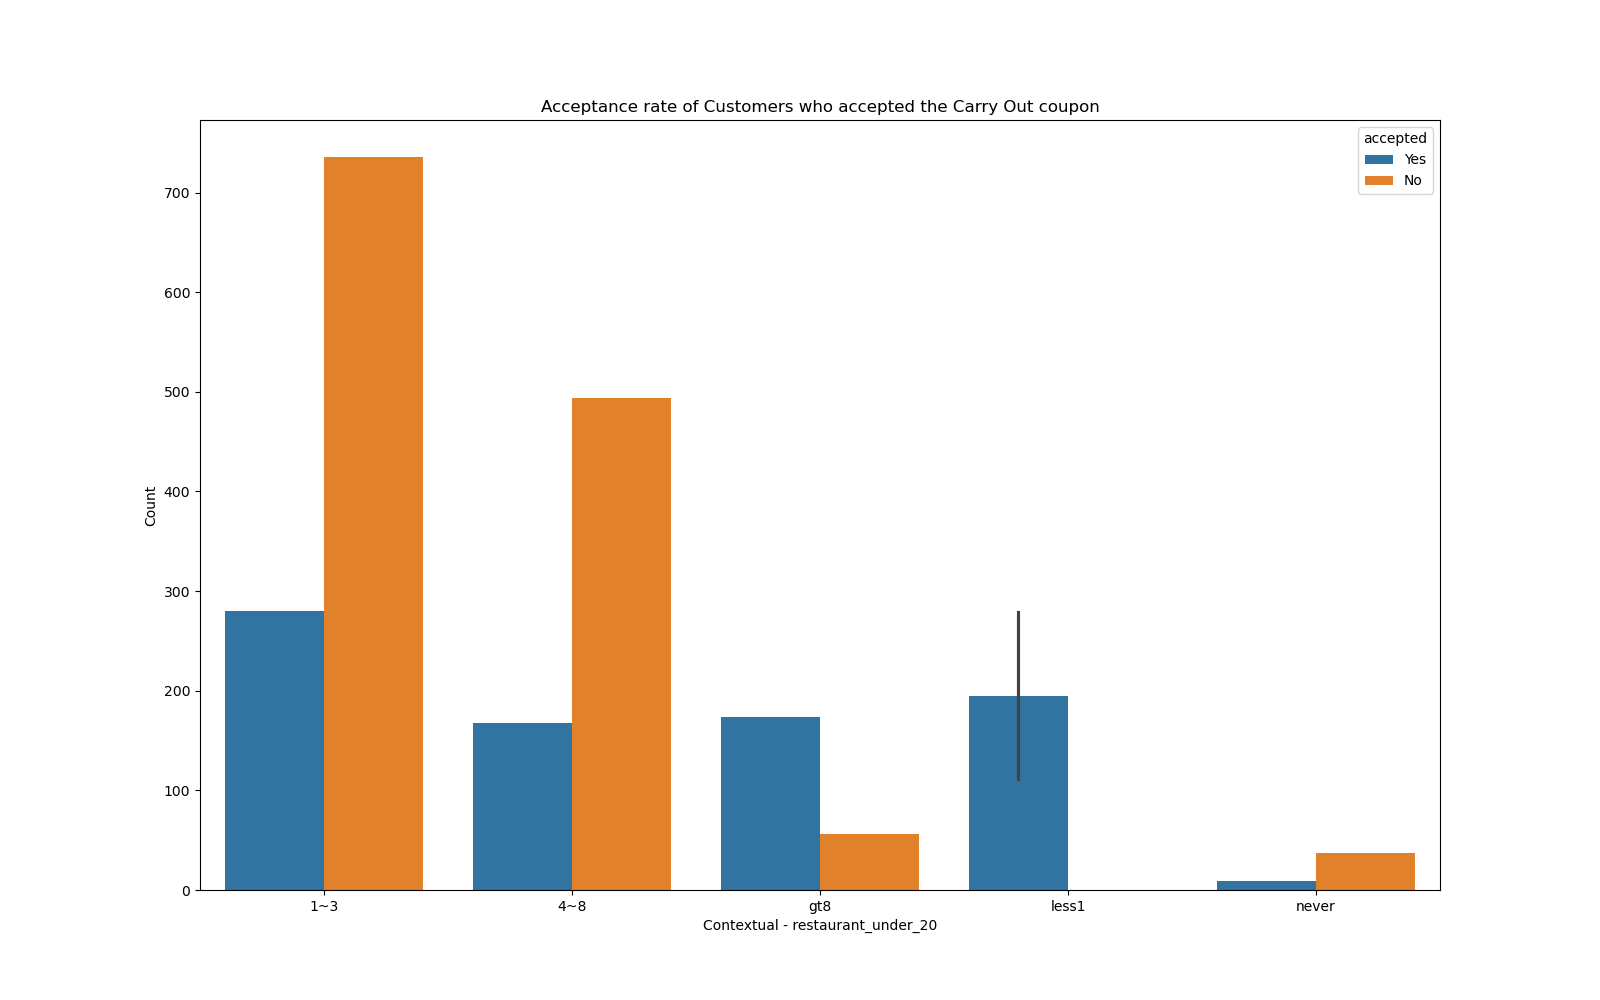 Acceptance rate of Customers who accepted the Carry Out coupon
accepted
Yes
No
700
600
500
400
300
200
100
0
Count
1~3
4~8
gt8
less1
never
Contextual - restaurant_under_20